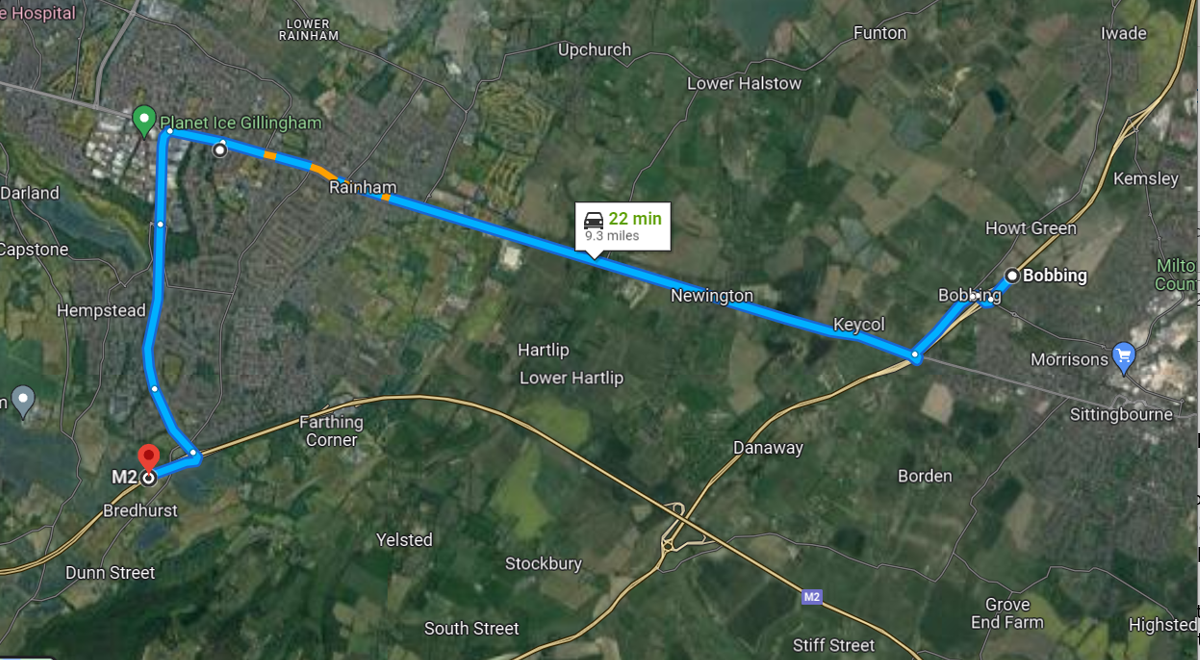 e Hospital
LOWER
RAINHAM
Upchurch
Funton
Iwade
Lower Halstow
Planet Ice Gillingham
Kemsley
Darland
Rainham
22 min
9.3 miles
Howt Green
Capstone
Bobbing
Milto
Coun
Bobbing
Hempstead
Newington
Keycol
Hartlip
Morrisons
Lower Hartlip
m
Sittingbourne
Farthing
Corner
Danaway
M2
Borden
Bredhurst
Yelsted
Stockbury
Dunn Street
M2
Grove
End Farm
South Street
Highsted
Stiff Street